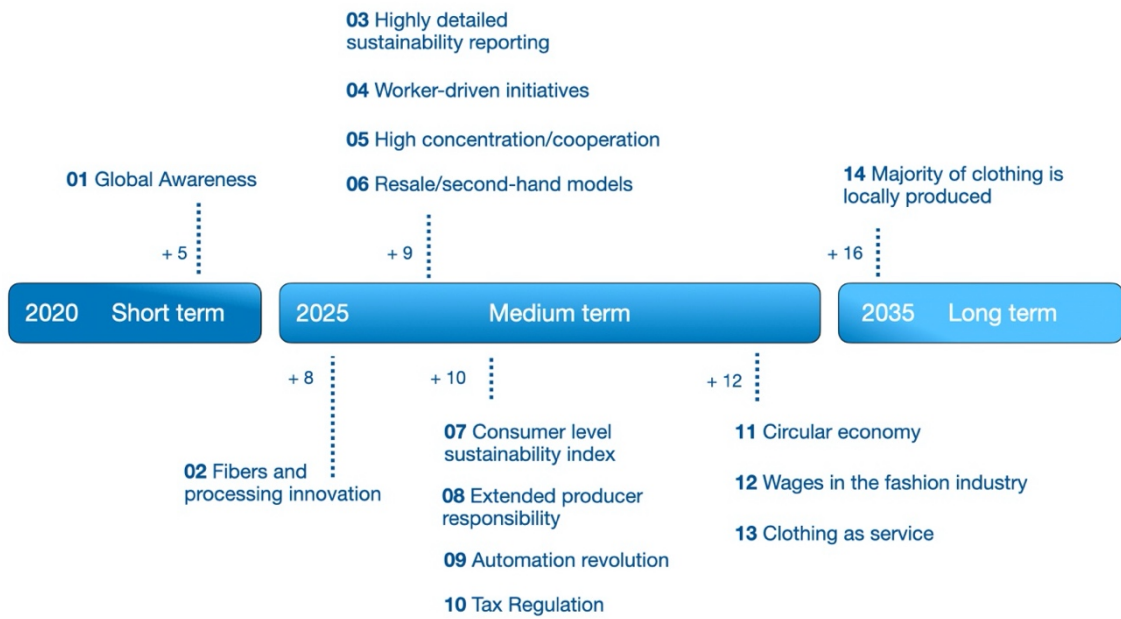 03 Highly detailed
sustainability reporting
04 Worker-driven initiatives
05 High concentration/cooperation
06 Resale/second-hand models
01 Global Awareness
14 Majority of clothing is
locally produced
+ 5
+ 9
+ 16
2020 Short term
2025 Medium term
2035 Long term
+ 8
+ 10
+ 12
02 Fibers and
processing innovation
07 Consumer level
sustainability index
08 Extended producer
responsibility
09 Automation revolution
10 Tax Regulation
11 Circular economy
12 Wages in the fashion industry
13 Clothing as service